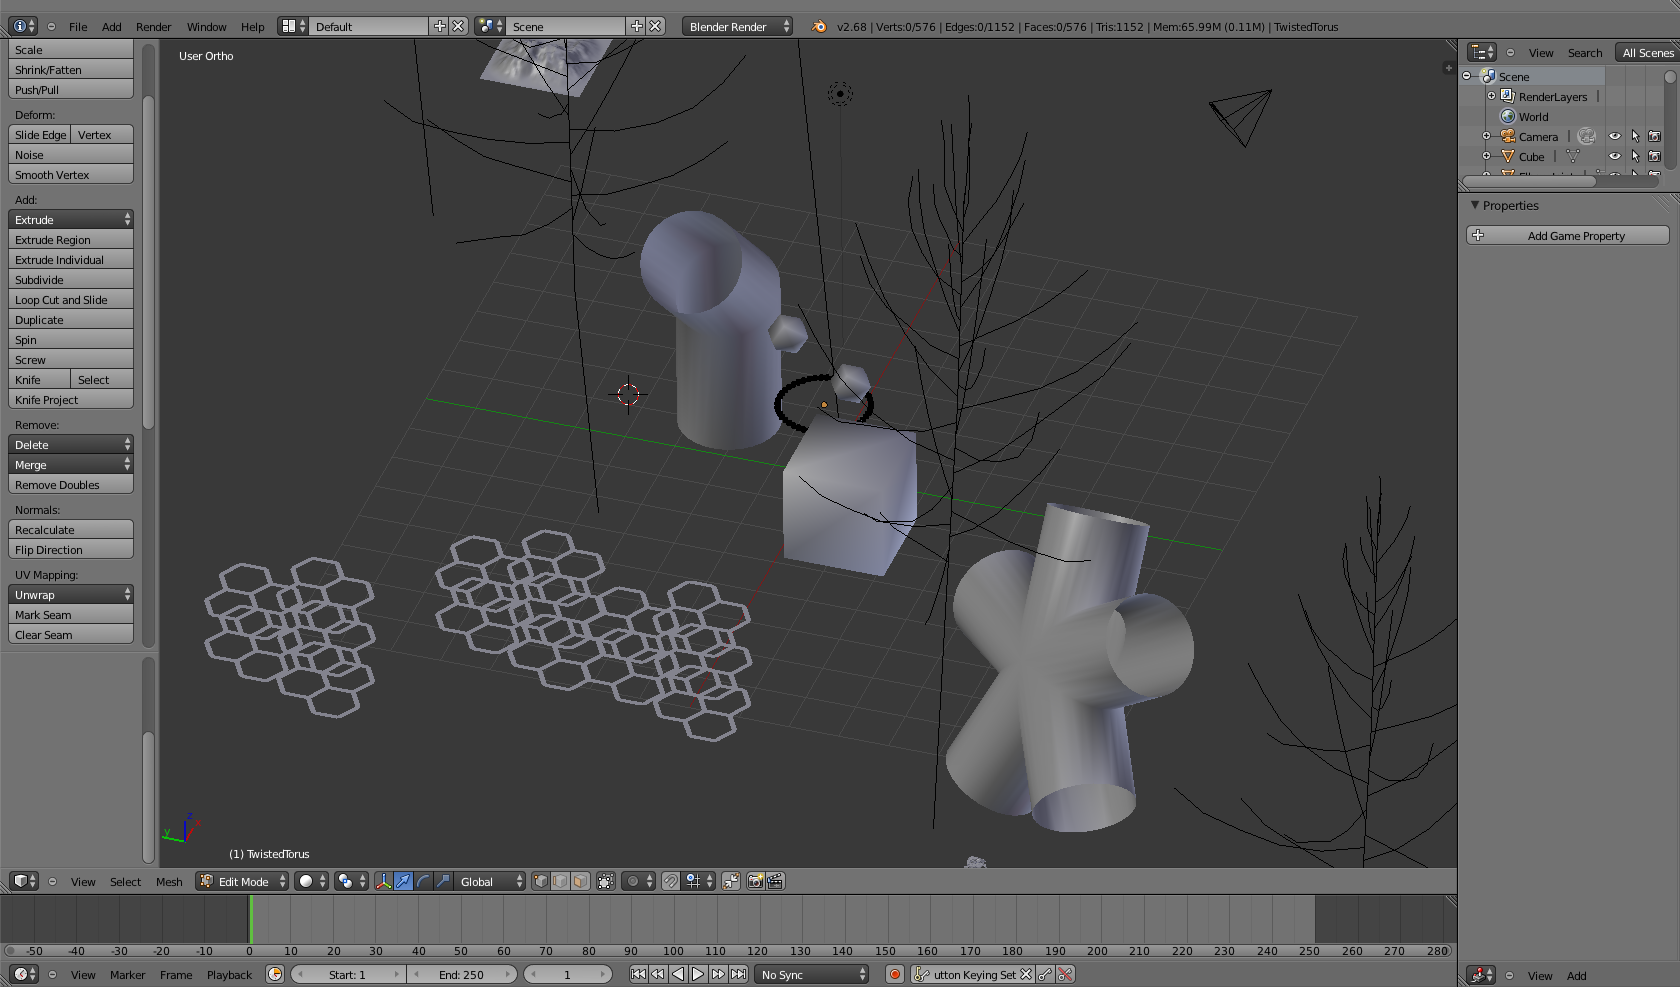 File Add Render Window Help Default Scene Blender Render v2.68 | Verts:0/576 | Edges:0/1152 | Faces:0/576 | Tris:1152 | Mem:65.99M (0.11M) | TwistedTorus
Scale
Shrink/Fatten
Push/Pull
Deform:
Slide Edge Vertex
Noise
Smooth Vertex
Add:
Extrude
Extrude Region
Extrude Individual
Subdivide
Loop Cut and Slide
Duplicate
Spin
Screw
Knife Select
Knife Project
Remove:
Delete
Merge
Remove Doubles
Normals:
Recalculate
Flip Direction
UV Mapping:
Unwrap
Mark Seam
Clear Seam
User Ortho
z
y
(1) TwistedTorus
View Search All Scenes
Scene
RenderLayers |
World
Camera |
Cube |
Properties
Add Game Property
View Select Mesh Edit Mode Global
-50 -40 -30 -20 -10 0 10 20 30 40 50 60 70 80 90 100 110 120 130 140 150 160 170 180 190 200 210 220 230 240 250 260 270 280
View Marker Frame Playback Start: 1 End: 250 1 No Sync utton Keying Set
View Add